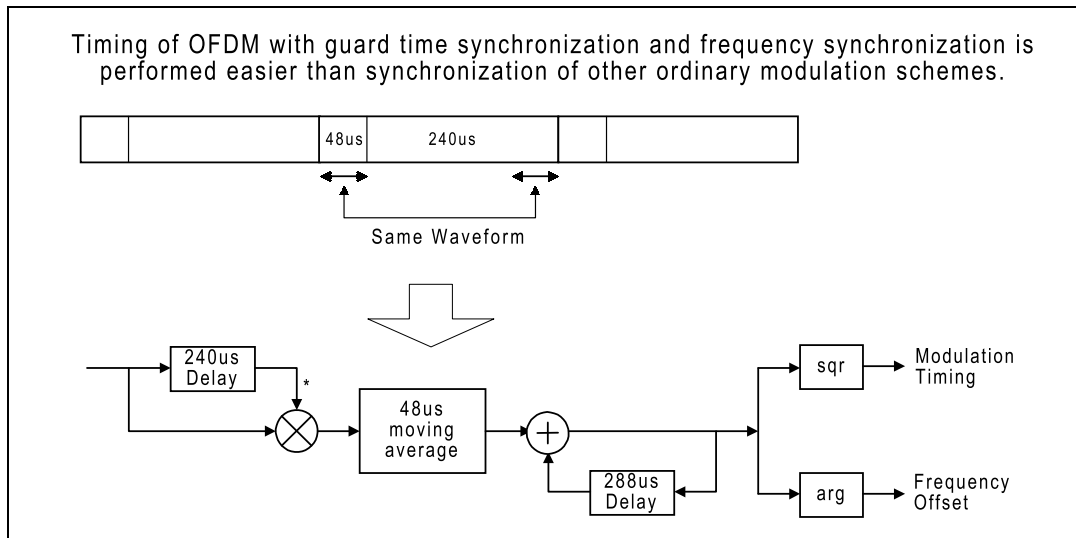 Timing of OFDM with guard time synchronization and frequency synchronization is
performed easier than synchronization of other ordinary modulation schemes.
48us
240us
Same Waveform
240us
Delay
*
48us
moving
average
+
288us
Delay
sqr
Modulation
Timing
arg
Frequency
Offset